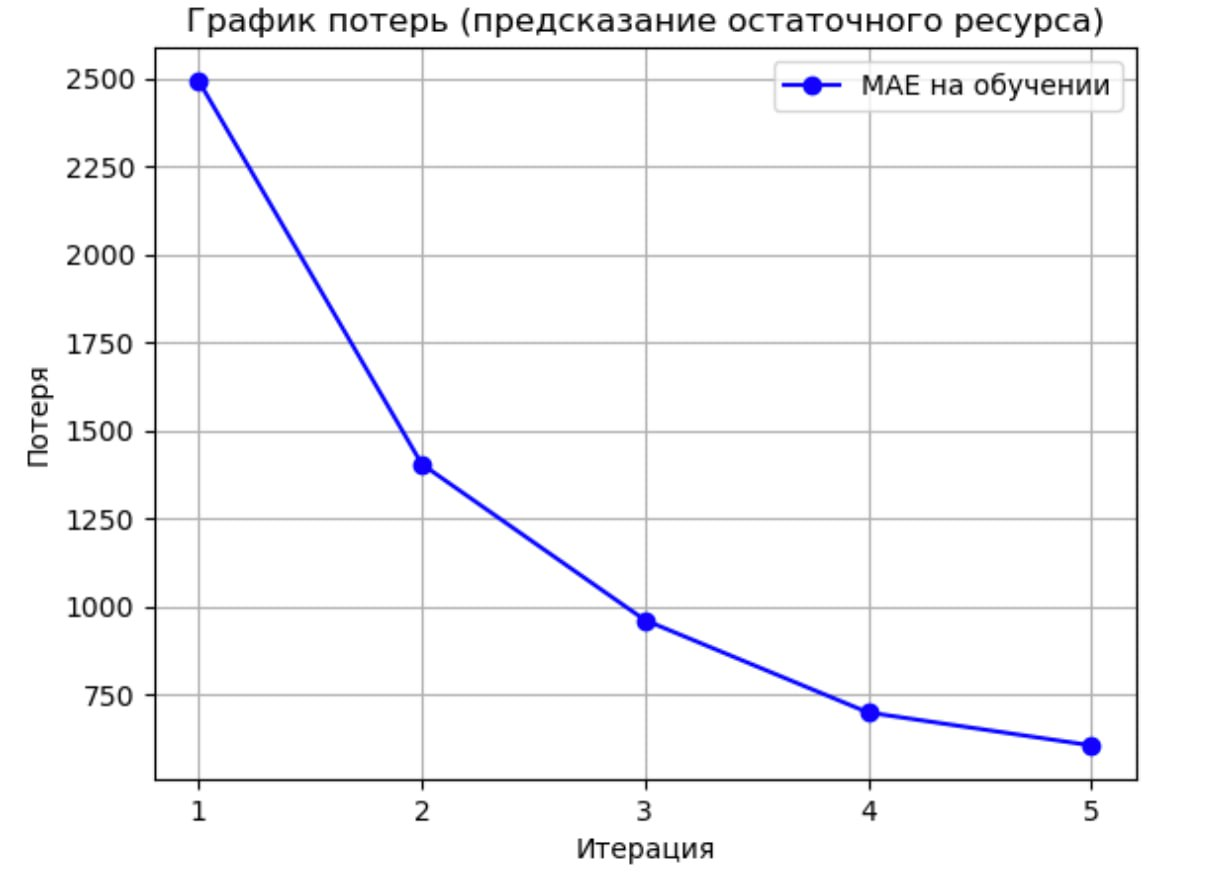 График потерь (предсказание остаточного ресурса)
MAE на обучении
2500
2250
2000
1750
1500
1250
1000
750
Потеря
1 2 3 4 5
Итерация